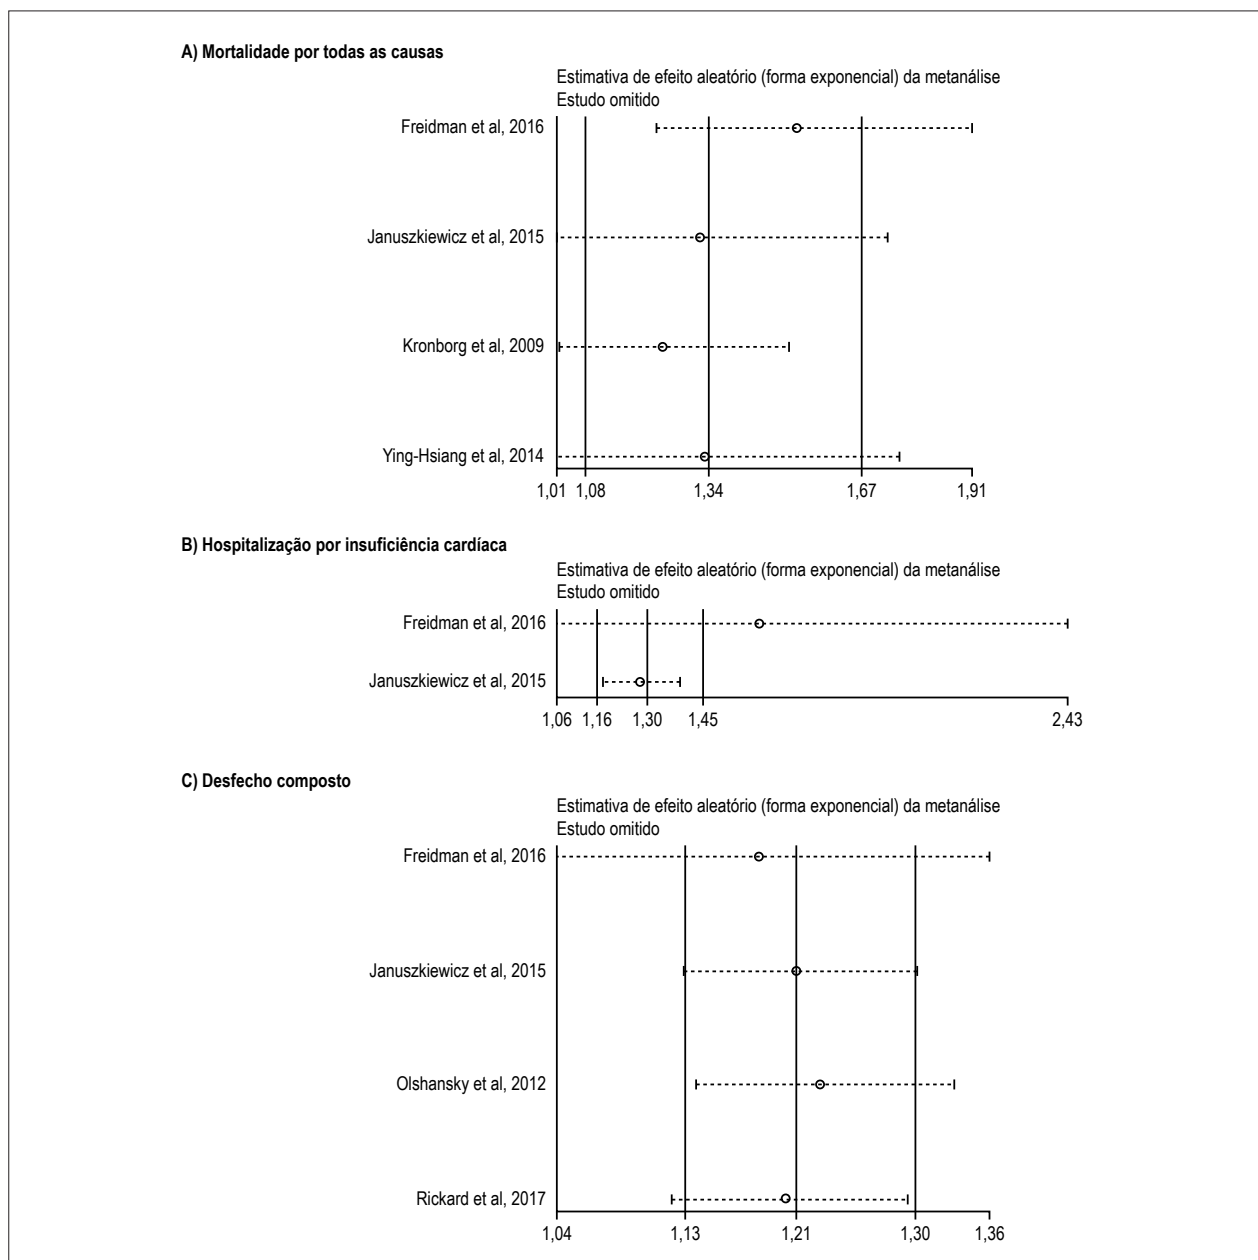 A) Mortalidade por todas as causas
Estimativa de efeito aleatório (forma exponencial) da metanálise
Estudo omitido
Freidman et al, 2016
Januszkiewicz et al, 2015
Kronborg et al, 2009
Ying-Hsiang et al, 2014
1,01 1,08 1,34 1,67 1,91
B) Hospitalização por insuficiência cardíaca
Estimativa de efeito aleatório (forma exponencial) da metanálise
Estudo omitido
Freidman et al, 2016
Januszkiewicz et al, 2015
1,06 1,16 1,30 1,45 2,43
C) Desfecho composto
Estimativa de efeito aleatório (forma exponencial) da metanálise
Estudo omitido
Freidman et al, 2016
Januszkiewicz et al, 2015
Olshansky et al, 2012
Rickard et al, 2017
1,04 1,13 1,21 1,30 1,36